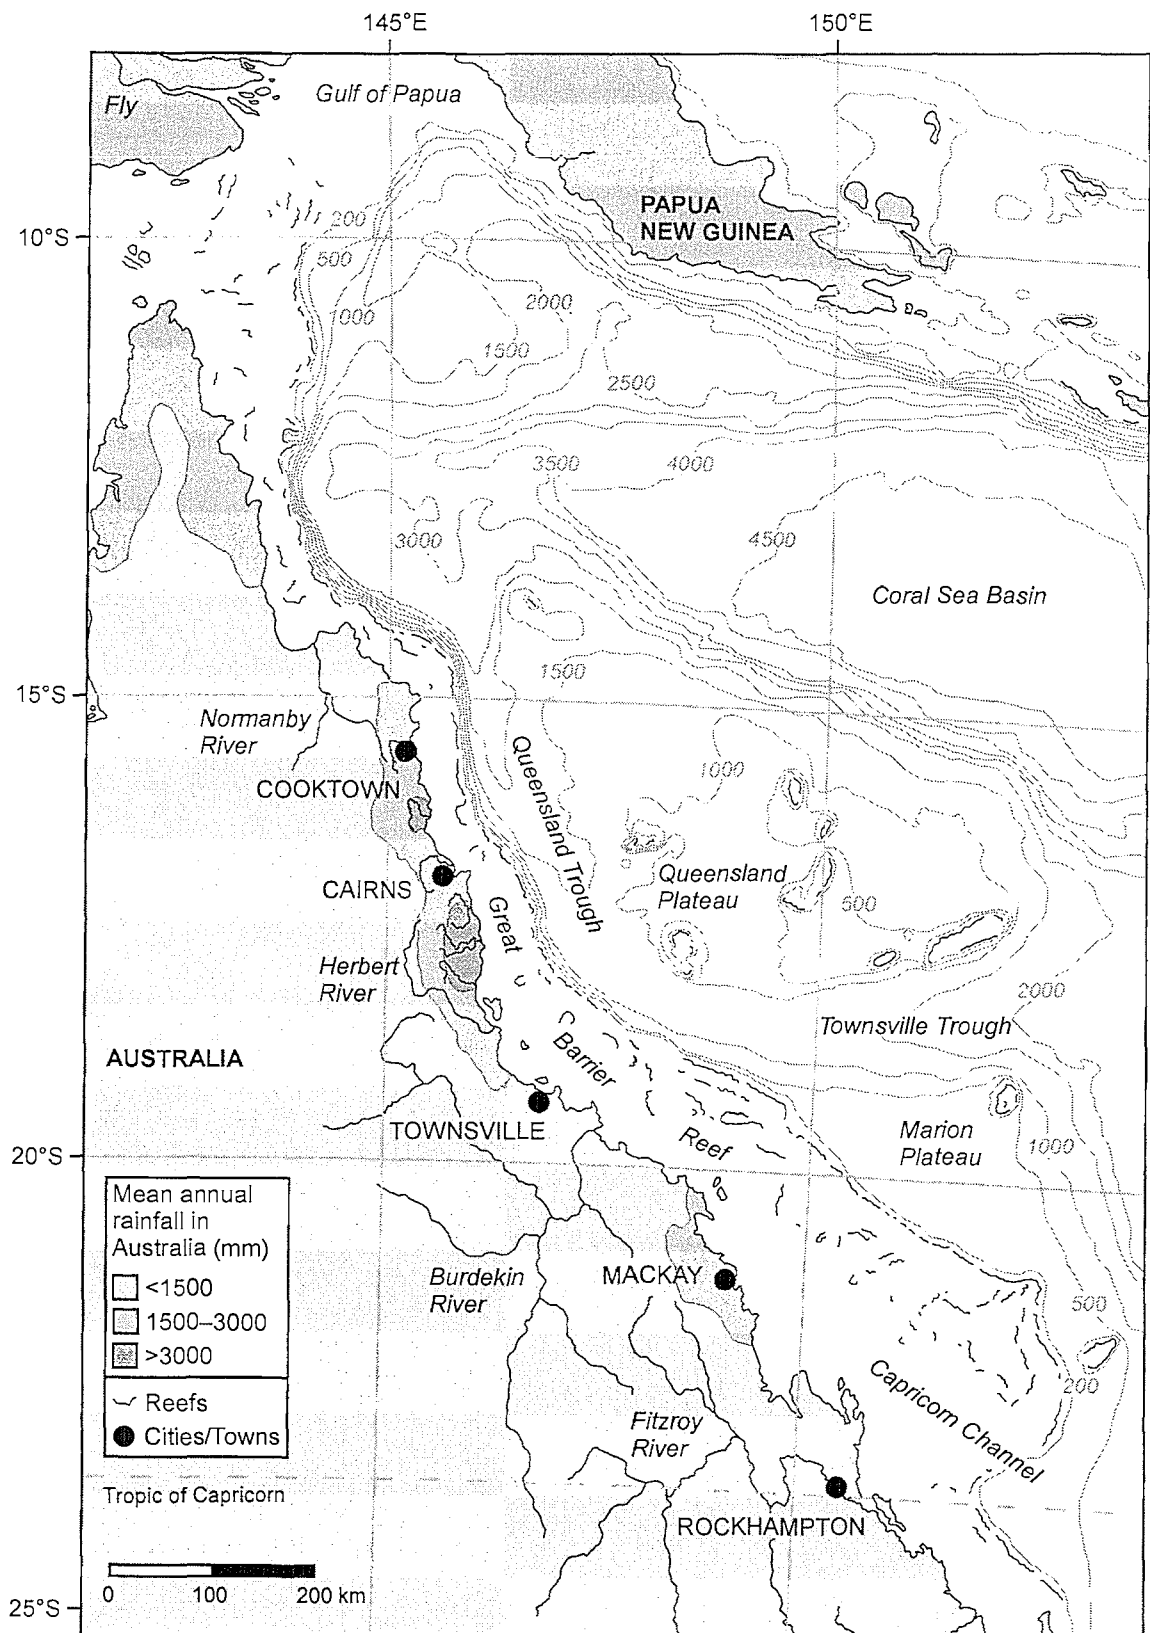 145°E
150°E
Gulf of Papua
Fly
PAPUA
NEW GUINEA
10°S
200
500
1000
2000
1500
2500
3500
4000
3000
4500
Coral Sea Basin
1500
15°S
Normanby
River
COOKTOWN
Queensland Trough
1000
CAIRNS
Queensland
Plateau
500
Great
Herbert
River
2000
Townsville Trough
AUSTRALIA
Barrier
TOWNSVILLE
Reef
Marion
Plateau
1000
20°S
Mean annual
rainfall in
Australia (mm)
<1500
1500–3000
>3000
Reefs
Cities/Towns
Burdekin
River
MACKAY
500
200
Capricorn Channel
Fitzroy
River
Tropic of Capricorn
ROCKHAMPTON
0 100 200 km
25°S